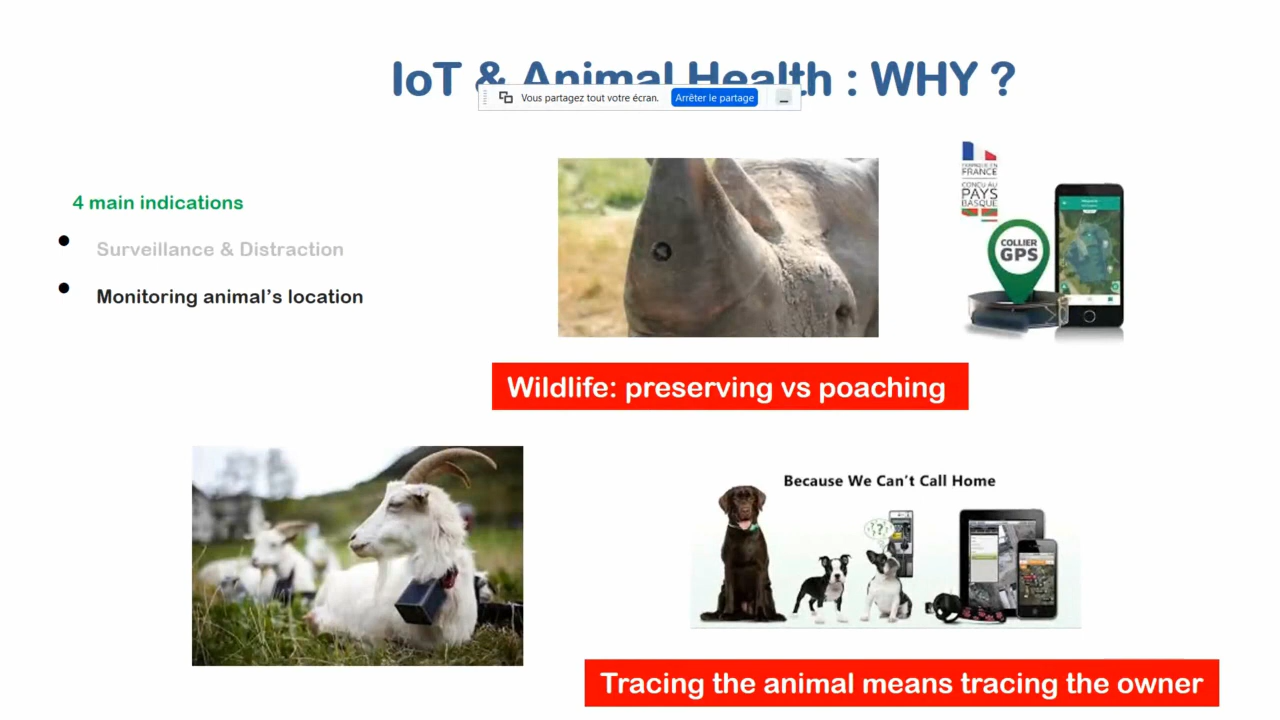 IoT & Animal Health : WHY ?
Vous partagez tout votre écran.
Arrêter le partage
4 main indications
Surveillance & Distraction
Monitoring animal's location
FRANCE
CONÇU AU
PAYS
BASQUE
COLLIER
GPS
Wildlife: preserving vs poaching
Because We Can't Call Home
??
Tracing the animal means tracing the owner